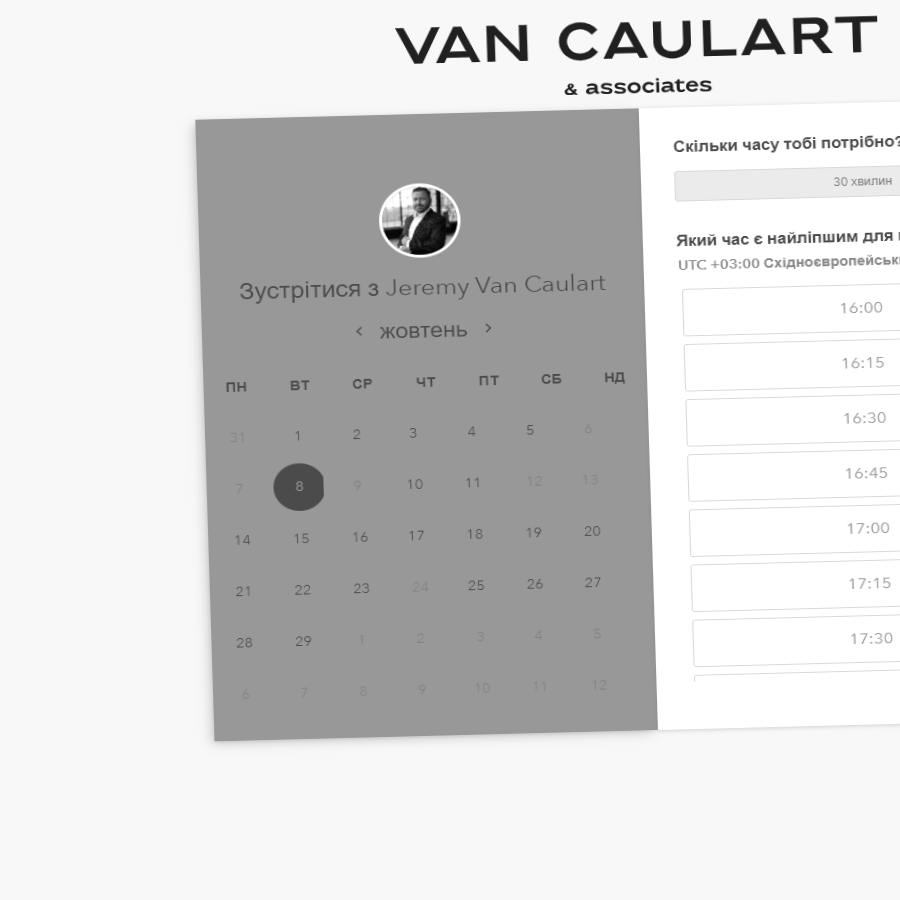 VAN CAULART
& associates
Зустрітися з Jeremy Van Caulart
жовтень
ПН ВТ СР ЧТ ПТ СБ НД
31 1 2 3 4 5 6
7 8 9 10 11 12 13
14 15 16 17 18 19 20
21 22 23 24 25 26 27
28 29 1 2 3 4 5
6 7 8 9 10 11 12
Скільки часу тобі потрібно?
30 хвилин
Який час є найліпшим для
UTC +03:00
16:00
16:15
16:30
16:45
17:00
17:15
17:30